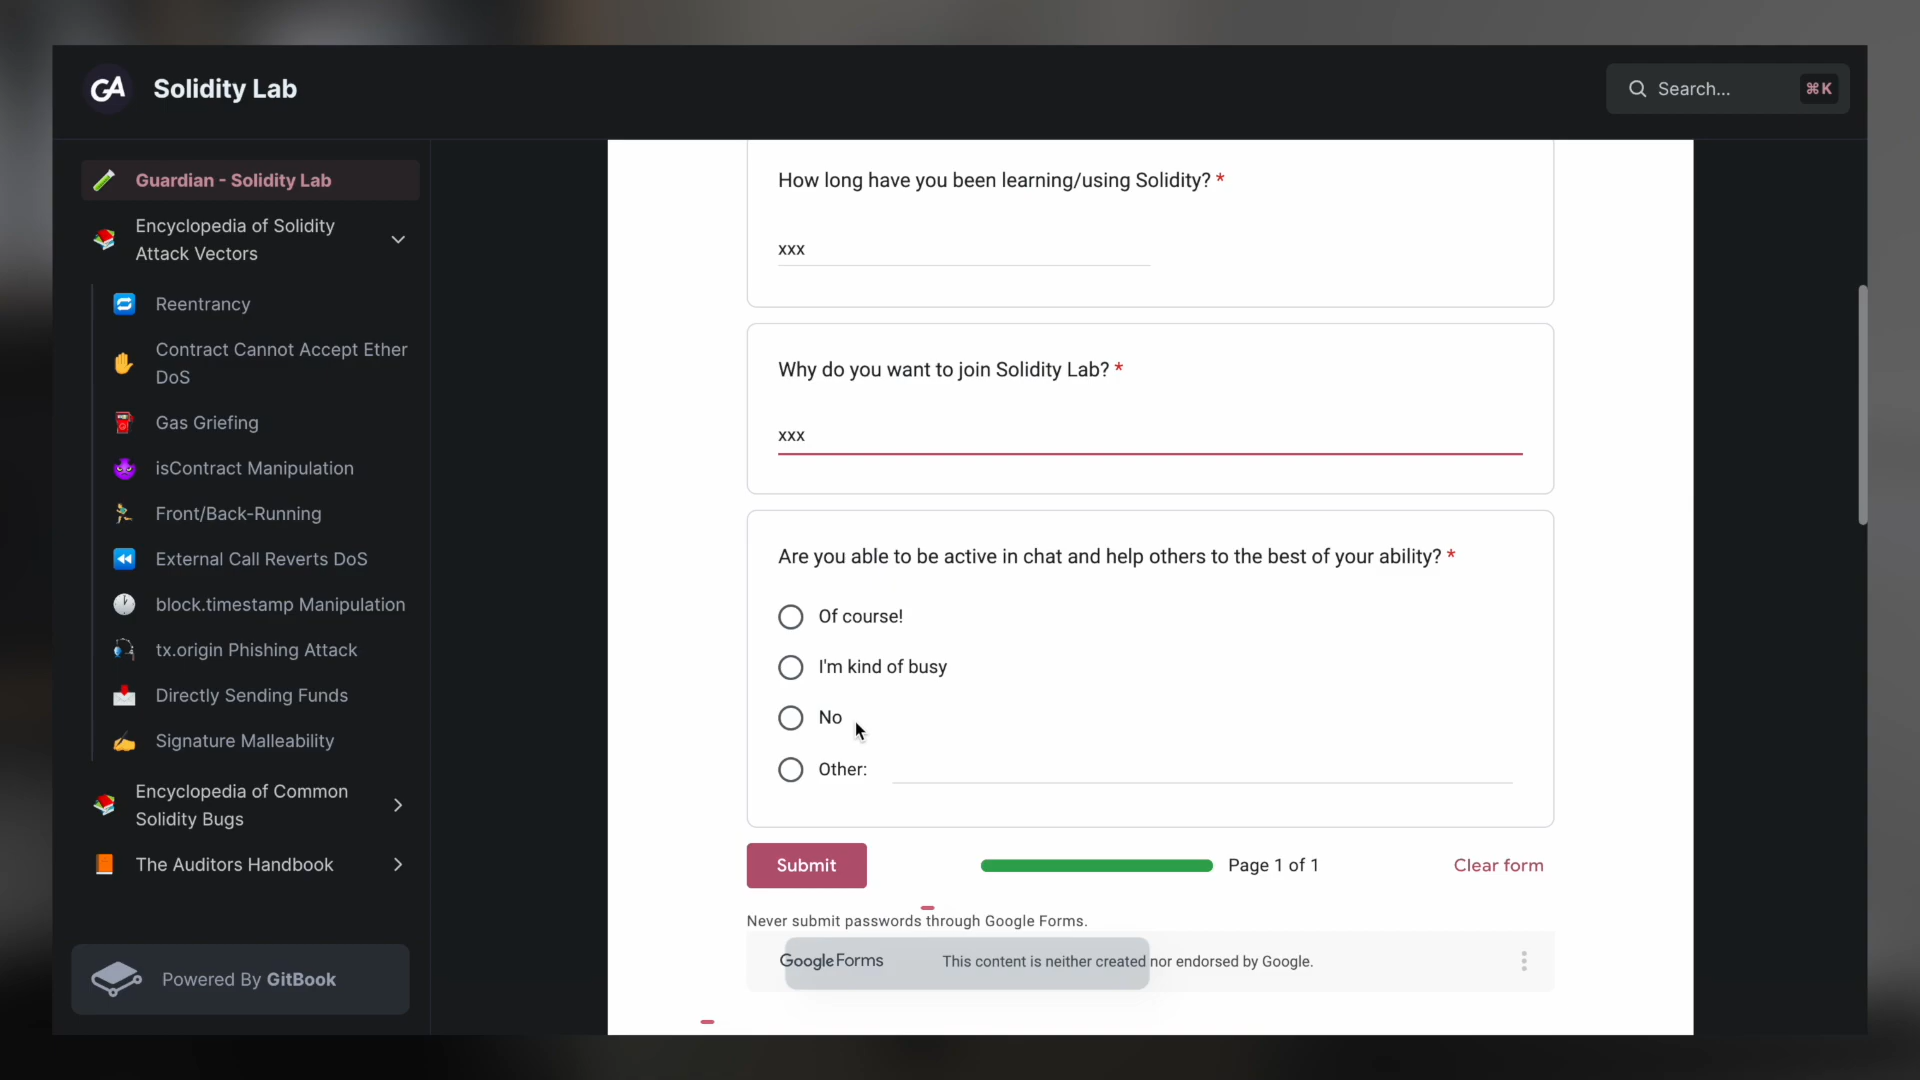 GA
Solidity Lab
Search...
⌘K
Guardian - Solidity Lab
Encyclopedia of Solidity
Attack Vectors
Reentrancy
Contract Cannot Accept Ether
DoS
Gas Griefing
isContract Manipulation
Front/Back-Running
External Call Reverts DoS
block.timestamp Manipulation
tx.origin Phishing Attack
Directly Sending Funds
Signature Malleability
Encyclopedia of Common
Solidity Bugs
The Auditors Handbook
Powered By GitBook
How long have you been learning/using Solidity? *
xxx
Why do you want to join Solidity Lab? *
xxx
Are you able to be active in chat and help others to the best of your ability? *
Of course!
I'm kind of busy
No
Other:
Submit
Page 1 of 1
Clear form
Never submit passwords through Google Forms.
Google Forms
This content is neither created nor endorsed by Google.